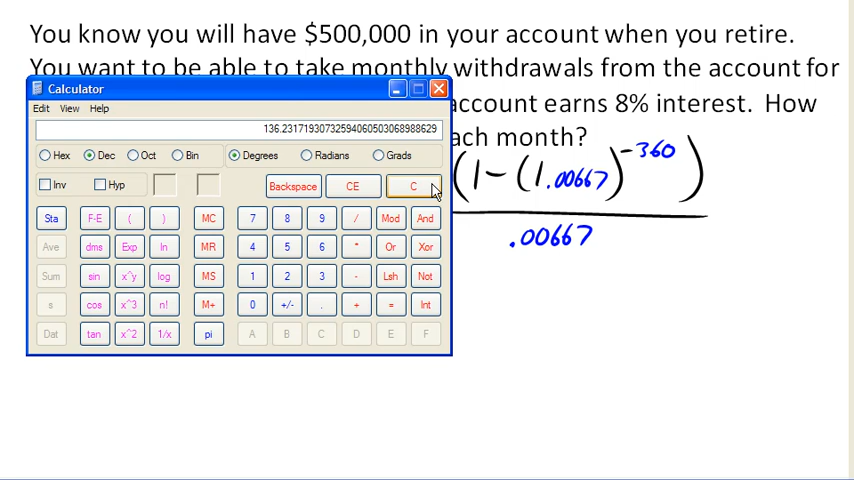 You know you will have $500,000 in your account when you retire.
You want to be able to take monthly withdrawals from the account for
account earns 8% interest. How
ach month?
Calculator
Edit View Help
136.2317193073259406050306898862​9
Hex Dec Oct Bin Degrees Radians Grads
Inv Hyp Backspace CE C
Sta F-E ( ) MC 7 8 9 / Mod And
Ave dms Exp ln MR 4 5 6 * Or Xor
Sum sin x^y log MS 1 2 3 - Lsh Not
s cos x^3 n! M+ 0 +/- . + = Int
Dat tan x^2 1/x pi A B C D E F
(1-(1.00667)^-360)
.00667